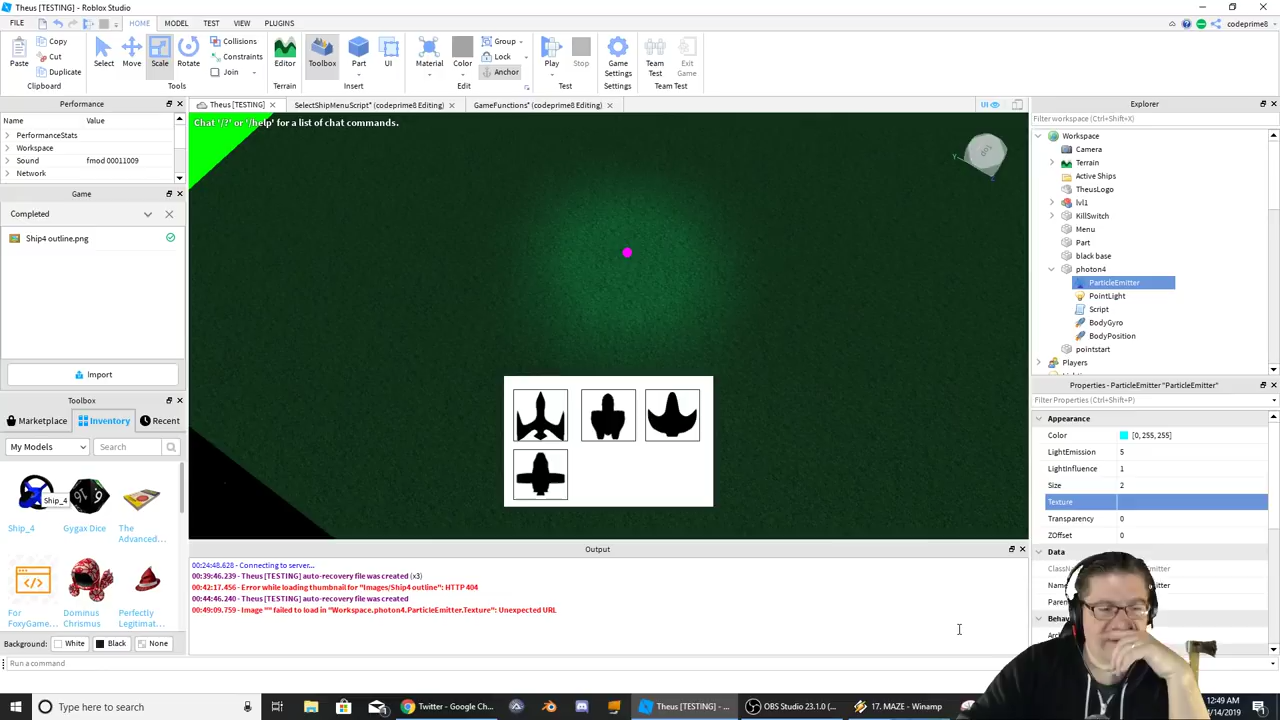 Theus [TESTING] - Roblox Studio
FILE HOME MODEL TEST VIEW PLUGINS codeprime8
Paste Copy Cut Duplicate Clipboard
Select Move Scale Rotate Collisions Constraints Join Tools
Editor Terrain
Toolbox Part UI Insert
Material Color Group Lock Anchor Edit
Play Stop Test
Game Settings Settings
Team Test Exit Game Team Test
Performance
Name Value
PerformanceStats
Workspace
Sound fmod 00011009
Network
Game
Completed
Ship4 outline.png
Import
Toolbox
Marketplace Inventory Recent
My Models Search
Ship_4
Ship_4 Gygax Dice The Advanced...
For FoxyGame... Dominus Chrismus Perfectly Legitimat...
Background: White Black None
Run a command
Theus [TESTING] SelectShipMenuScript* (codeprime8 Editing) GameFunctions* (codeprime8 Editing) UI
Chat '/?' or '/help' for a list of chat commands.
Top
Y
Z
Output
00:24:48.628 - Connecting to server...
00:39:46.239 - Theus [TESTING] auto-recovery file was created (x3)
00:42:17.456 - Error while loading thumbnail for "Images/Ship4 outline": HTTP 404
00:44:46.240 - Theus [TESTING] auto-recovery file was created
00:49:09.759 - Image "" failed to load in "Workspace.photon4.ParticleEmitter.Texture": Unexpected URL
Explorer
Filter workspace (Ctrl+Shift+X)
Workspace
Camera
Terrain
Active Ships
TheusLogo
lvl1
KillSwitch
Menu
Part
black base
photon4
ParticleEmitter
PointLight
Script
BodyGyro
BodyPosition
pointstart
Players
Properties - ParticleEmitter "ParticleEmitter"
Filter Properties (Ctrl+Shift+P)
Appearance
Color [0, 255, 255]
LightEmission 5
LightInfluence 1
Size 2
Texture
Transparency 0
ZOffset 0
Data
Type here to search
Twitter - Google Ch...
Theus [TESTING] - ...
OBS Studio 23.1.0 (...
17. MAZE - Winamp
12:49 AM